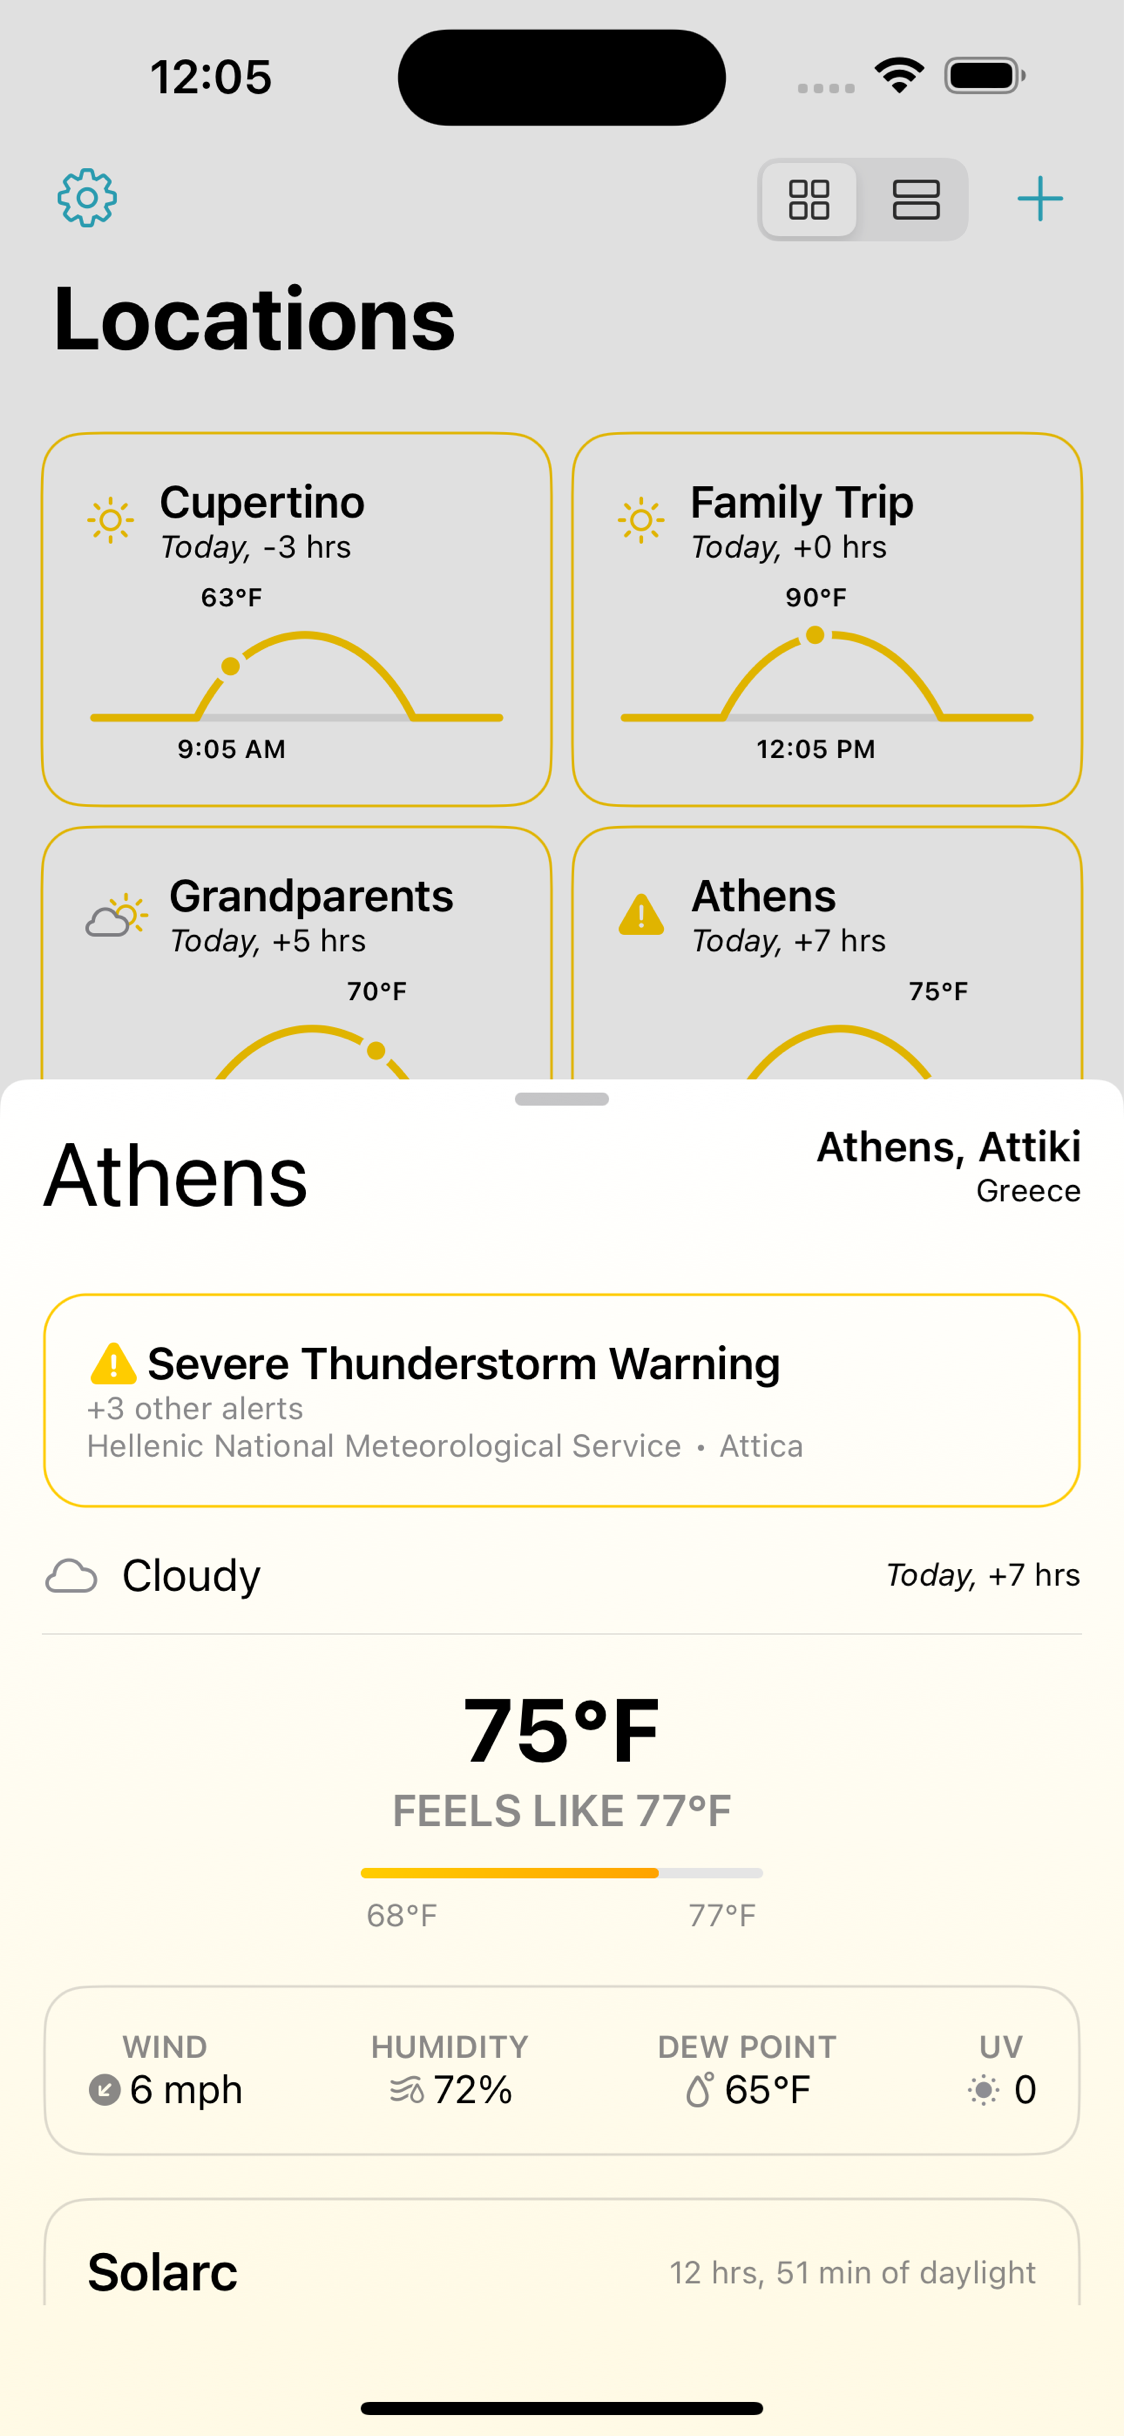 12:05
Locations
Cupertino
Today, -3 hrs
63°F
9:05 AM
Family Trip
Today, +0 hrs
90°F
12:05 PM
Grandparents
Today, +5 hrs
70°F
Athens
Today, +7 hrs
75°F
Athens
Athens, Attiki
Greece
Severe Thunderstorm Warning
+3 other alerts
Hellenic National Meteorological Service • Attica
Cloudy
Today, +7 hrs
75°F
FEELS LIKE 77°F
68°F 77°F
WIND HUMIDITY DEW POINT UV
6 mph 72% 65°F 0
Solarc 12 hrs, 51 min of daylight